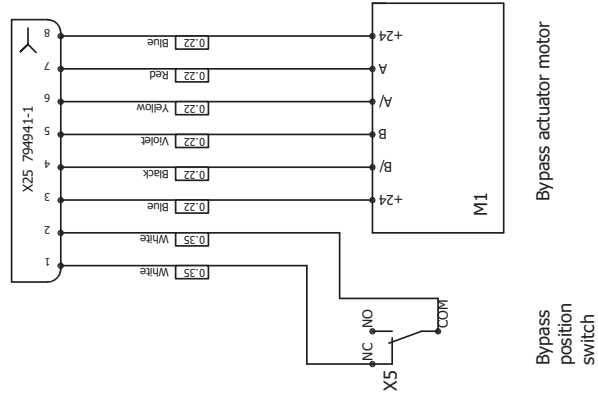 X25 794941-1
8
Blue
0.22
+24
7
Red
0.22
A
6
Yellow
0.22
A/
5
Violet
0.22
B
4
Black
0.22
B/
3
Blue
0.22
+24
2
White
0.35
1
White
0.35
M1
Bypass actuator motor
NO
NC
COM
X5
Bypass
position
switch